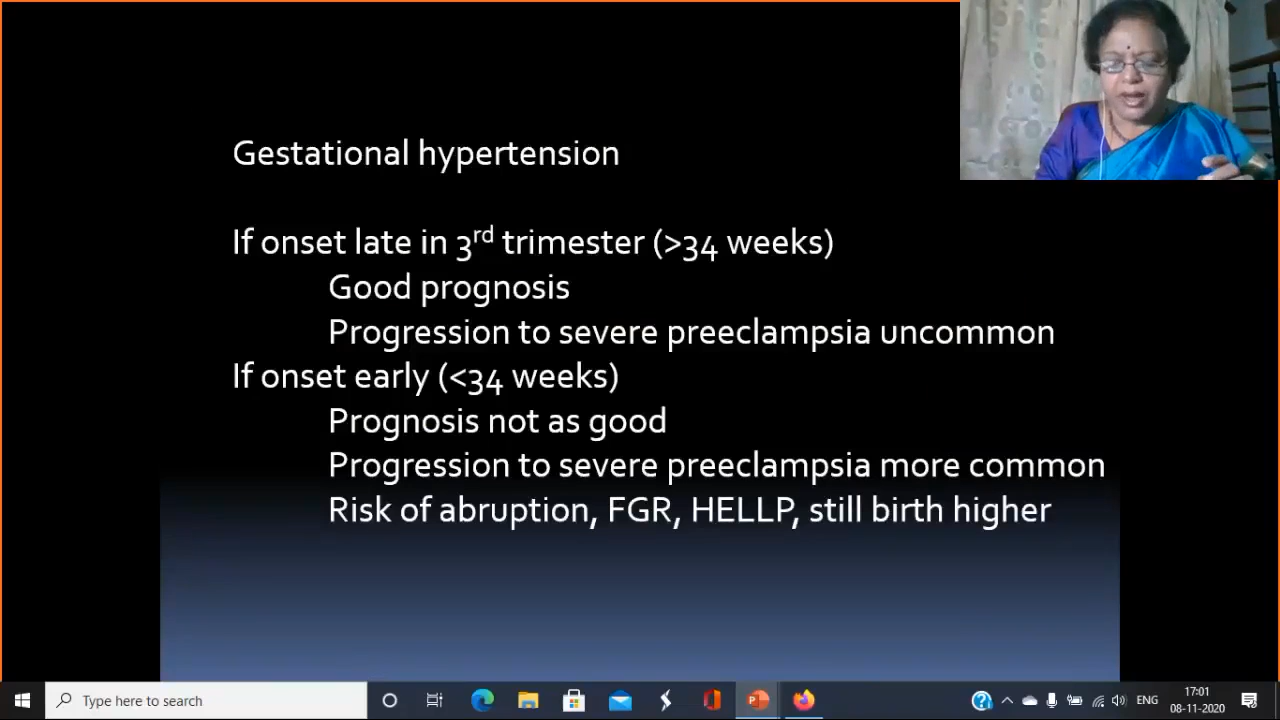 Gestational hypertension
If onset late in 3rd trimester (>34 weeks)
Good prognosis
Progression to severe preeclampsia uncommon
If onset early (<34 weeks)
Prognosis not as good
Progression to severe preeclampsia more common
Risk of abruption, FGR, HELLP, still birth higher
Type here to search
ENG
17:01
08-11-2020